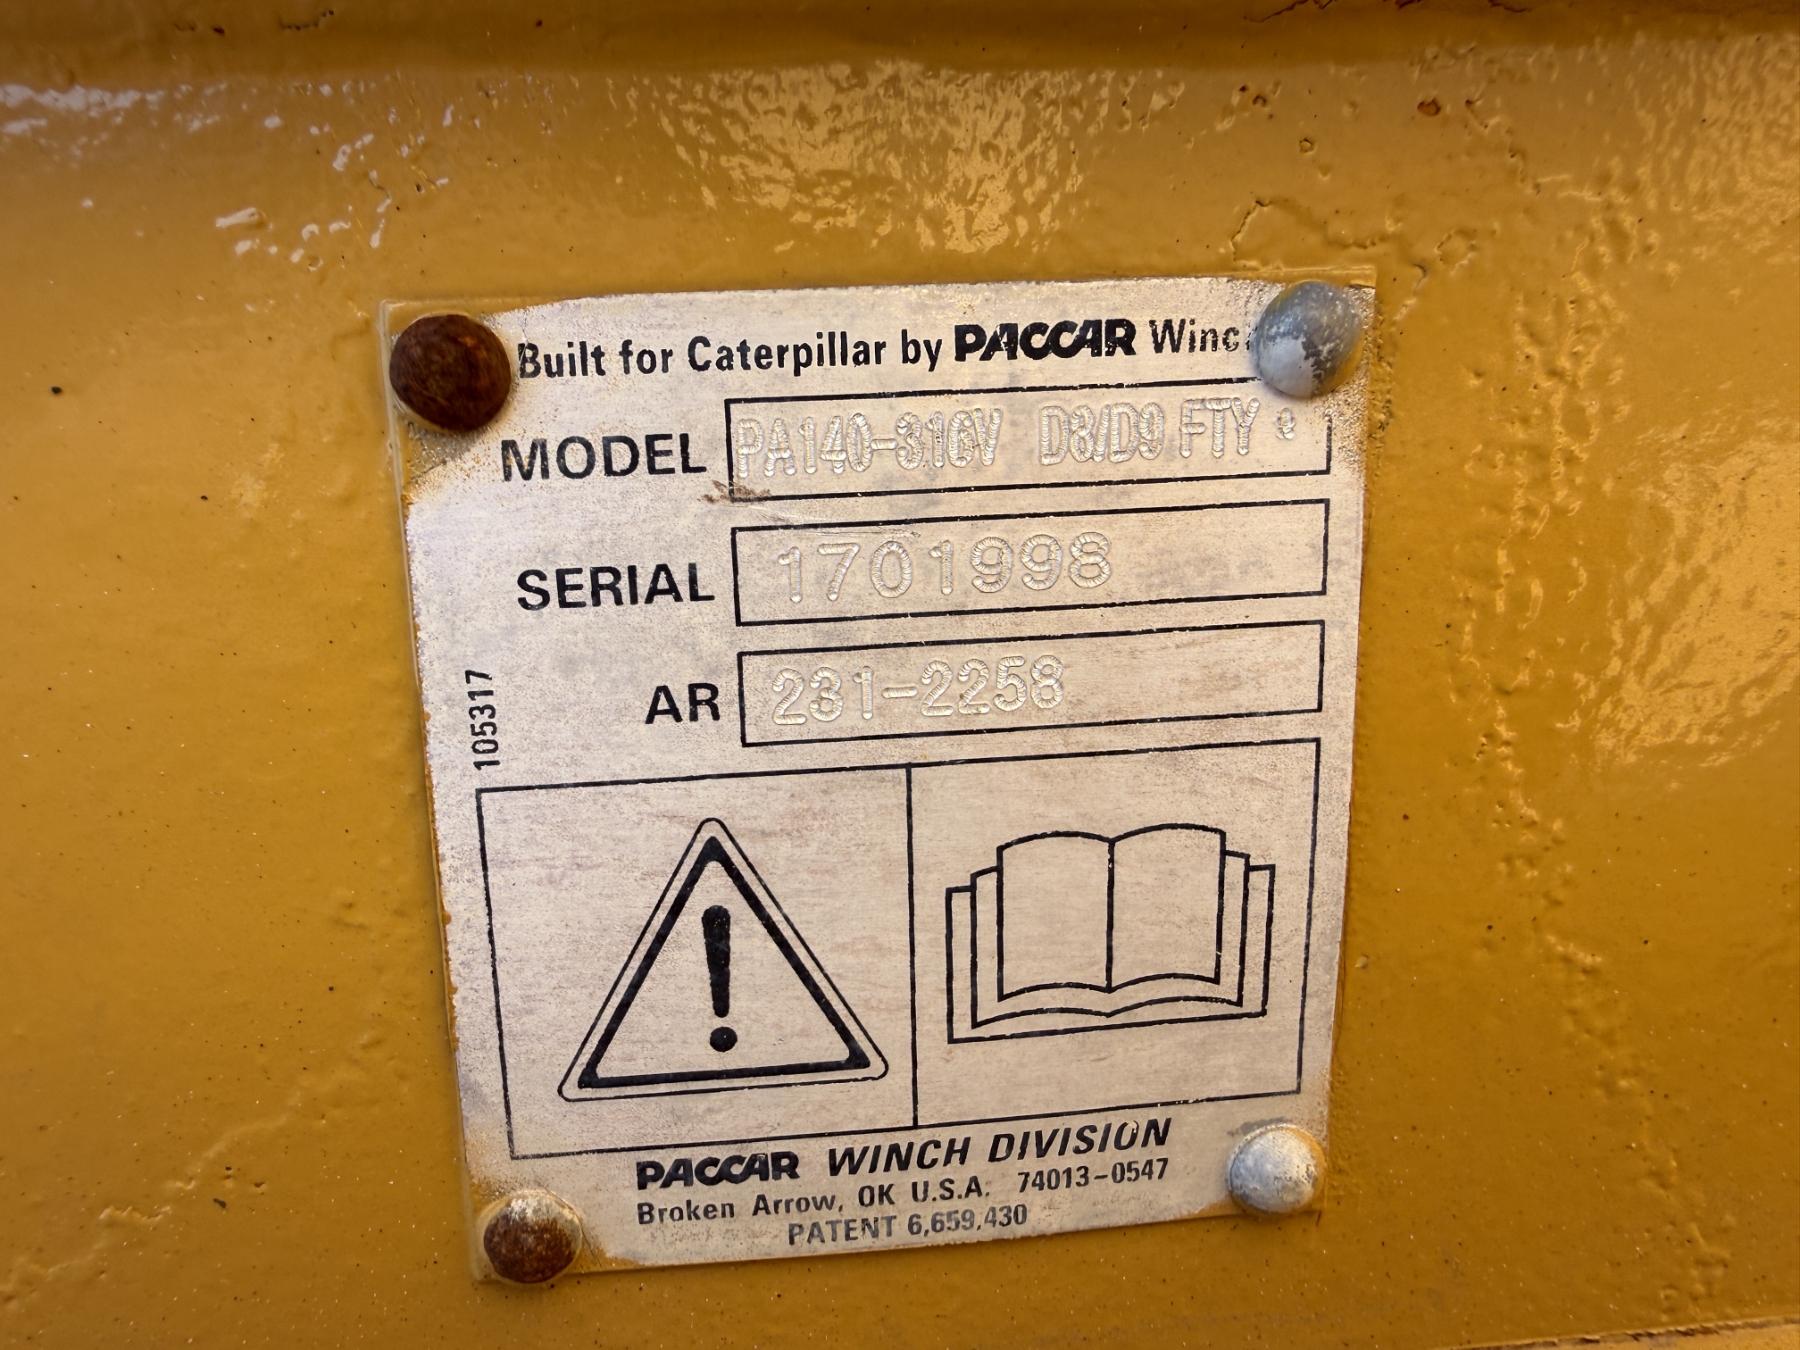 Built for Caterpillar by PACCAR Winc
MODEL PA140-316V D8/D9 FTY
SERIAL 1701998
AR 231-2258
105317
PACCAR WINCH DIVISION
Broken Arrow, OK U.S.A. 74013-0547
PATENT 6,659,430